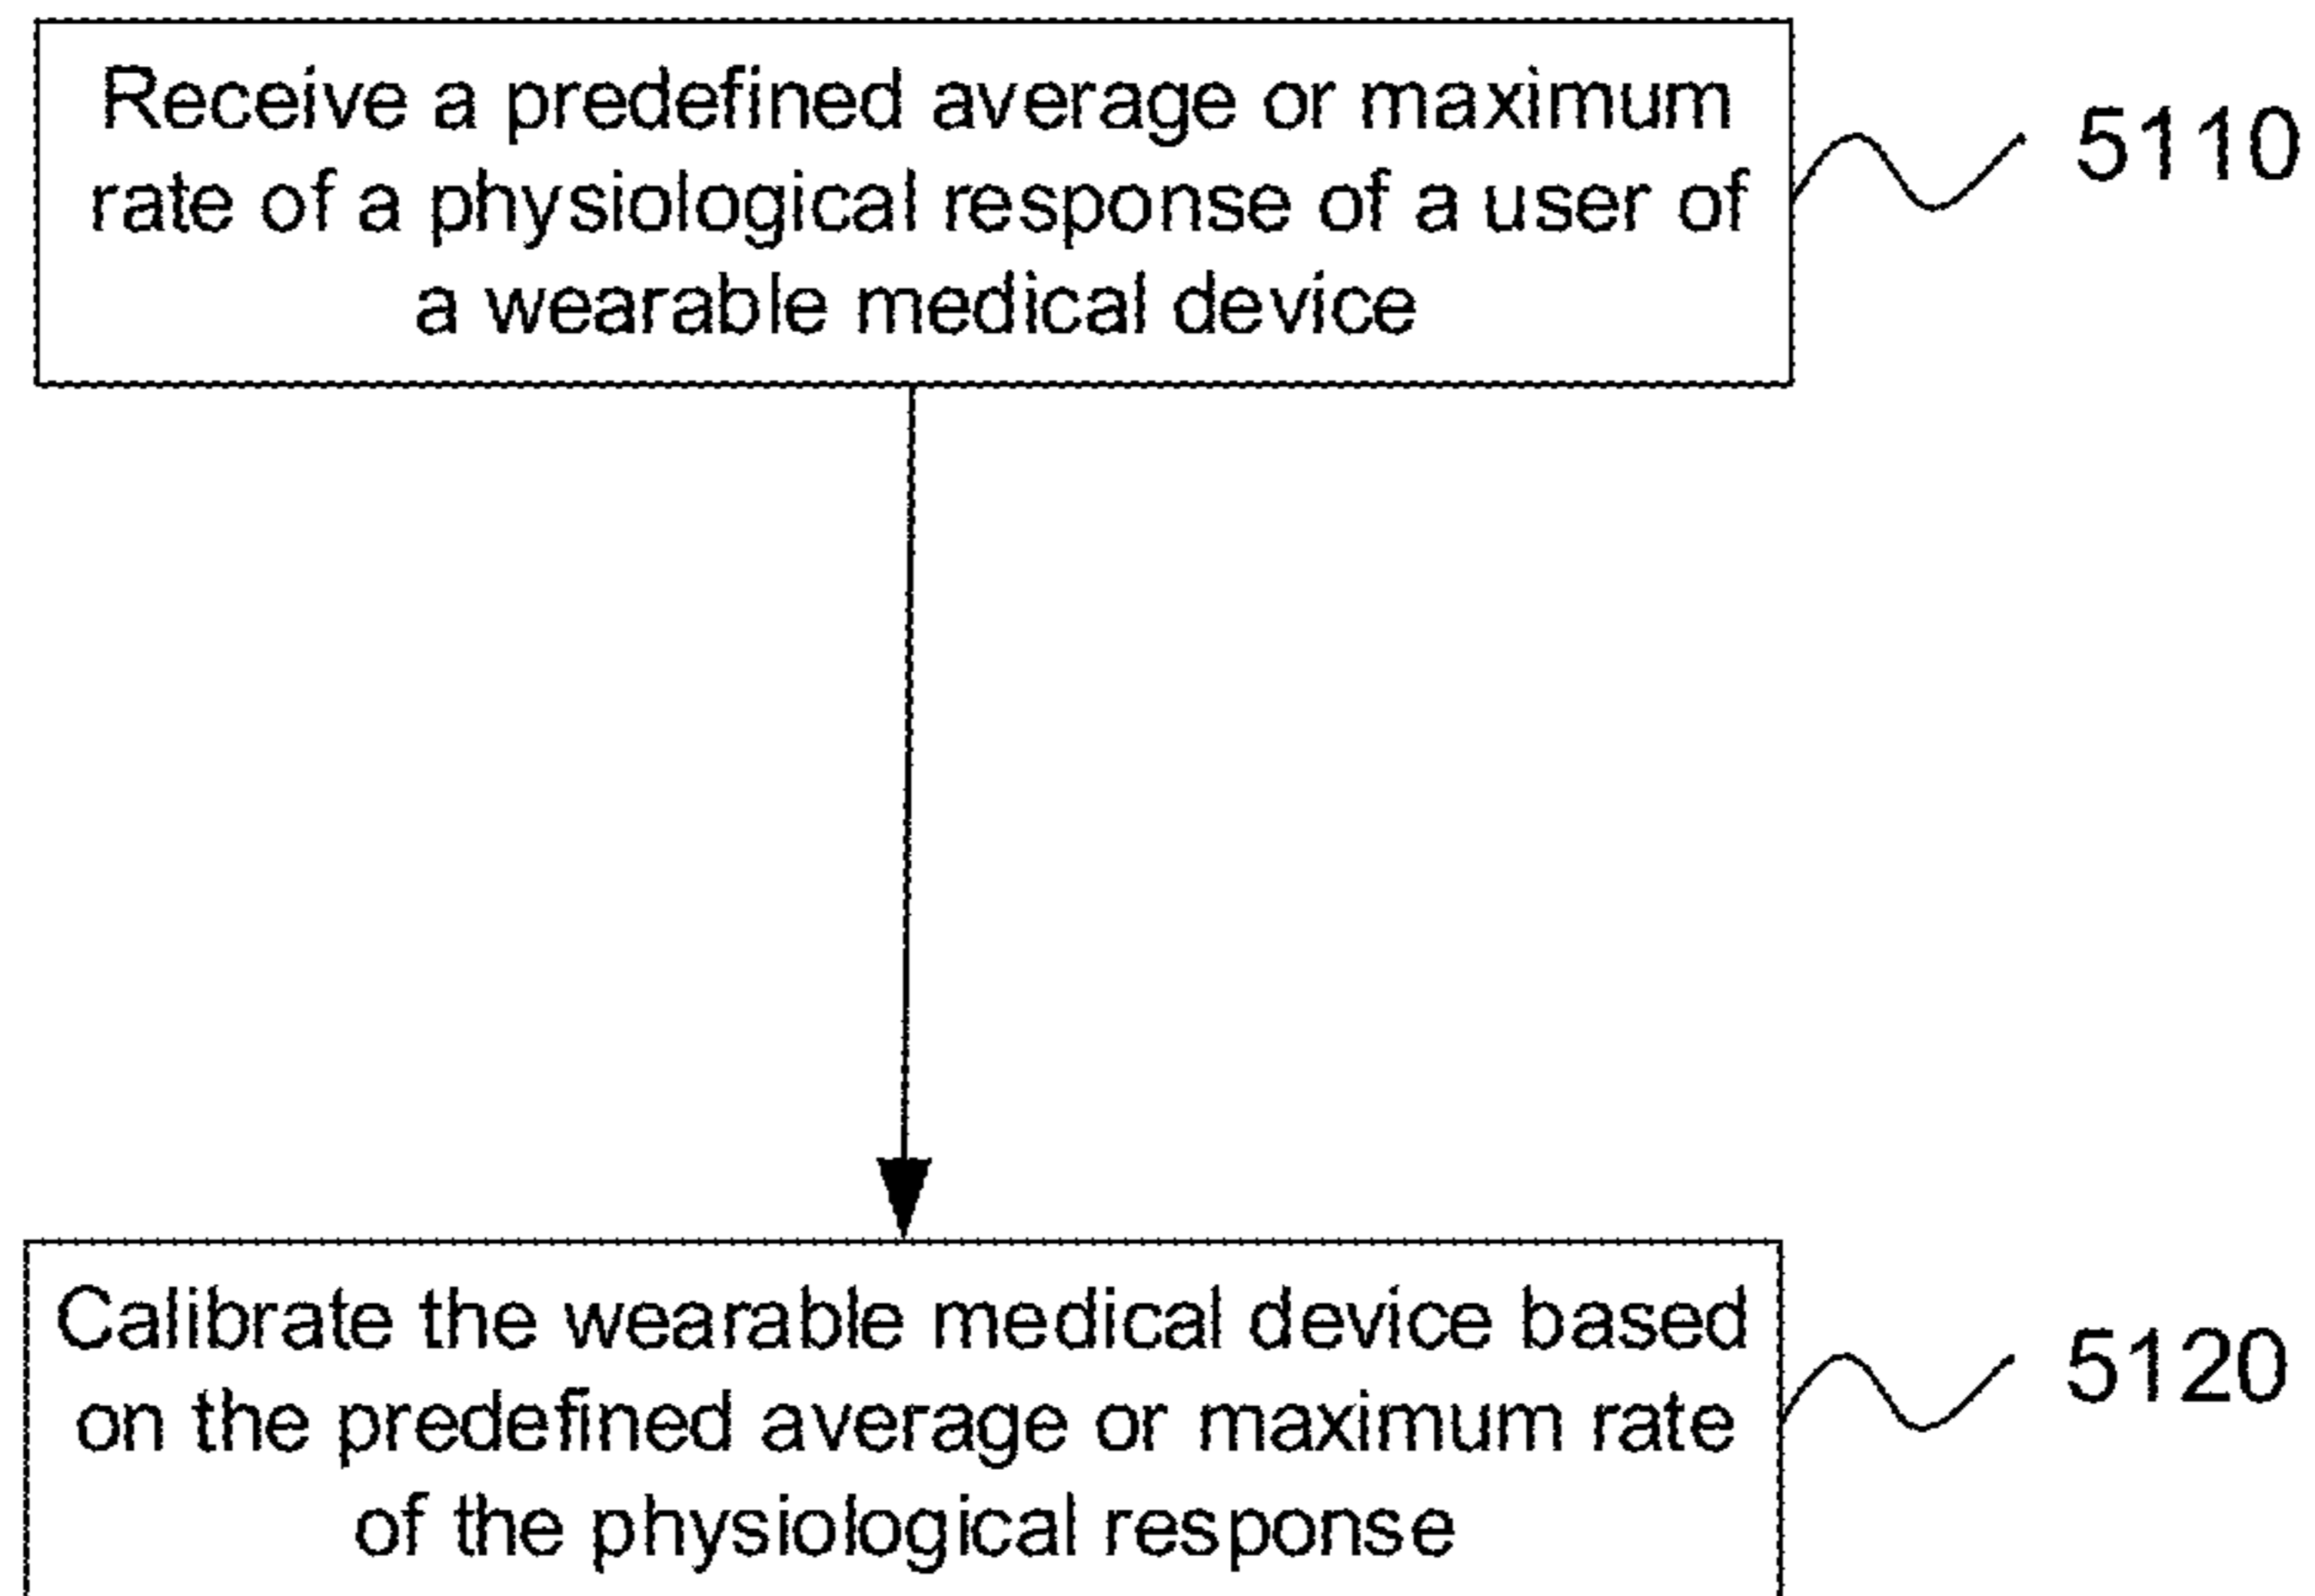 Receive a predefined average or maximum
rate of a physiological response of a user of
a wearable medical device
5110
Calibrate the wearable medical device based
on the predefined average or maximum rate
of the physiological response
5120